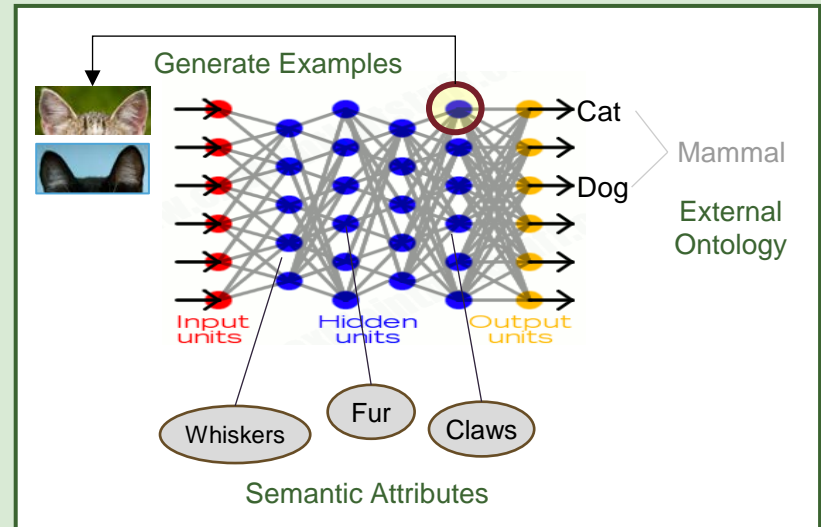 Generate Examples
Cat
Mammal
Dog
External
Ontology
Input
units
Hidden
units
Output
units
Whiskers
Fur
Claws
Semantic Attributes